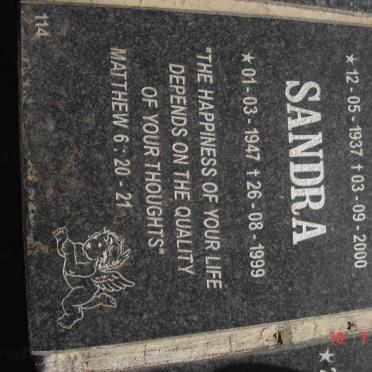 ★ 12 - 05 - 1937 † 03 - 09 - 2000
SANDRA
★ 01 - 03 - 1947 † 26 - 08 - 1999
"THE HAPPINESS OF YOUR LIFE
DEPENDS ON THE QUALITY
OF YOUR THOUGHTS"
MATTHEW 6 : 20 - 21
114